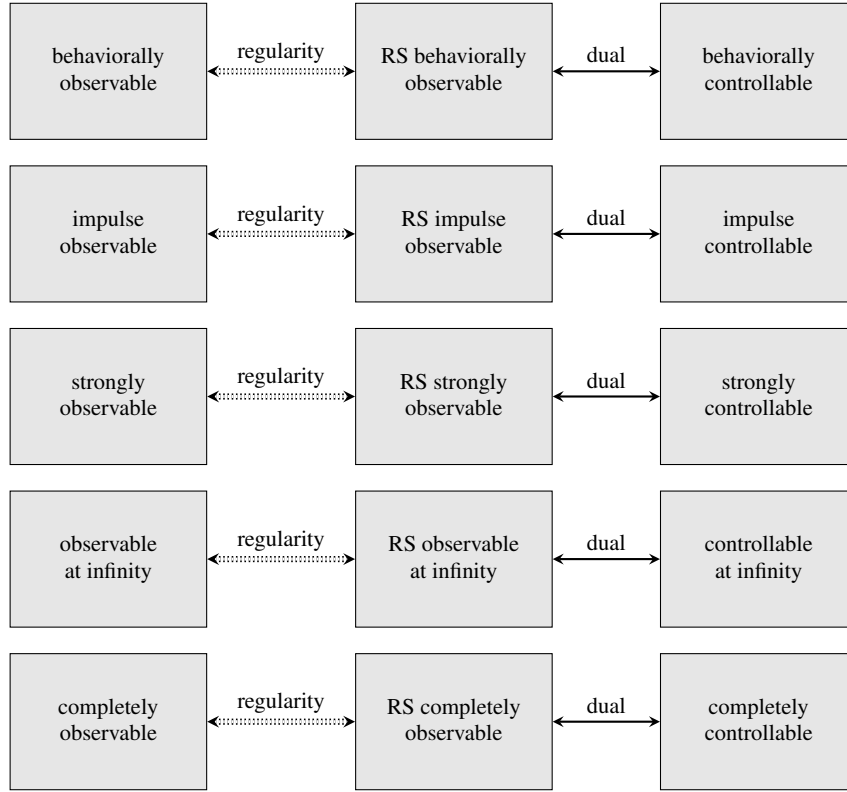 behaviorally
observable
regularity
RS behaviorally
observable
dual
behaviorally
controllable
impulse
observable
regularity
RS impulse
observable
dual
impulse
controllable
strongly
observable
regularity
RS strongly
observable
dual
strongly
controllable
observable
at infinity
regularity
RS observable
at infinity
dual
controllable
at infinity
completely
observable
regularity
RS completely
observable
dual
completely
controllable